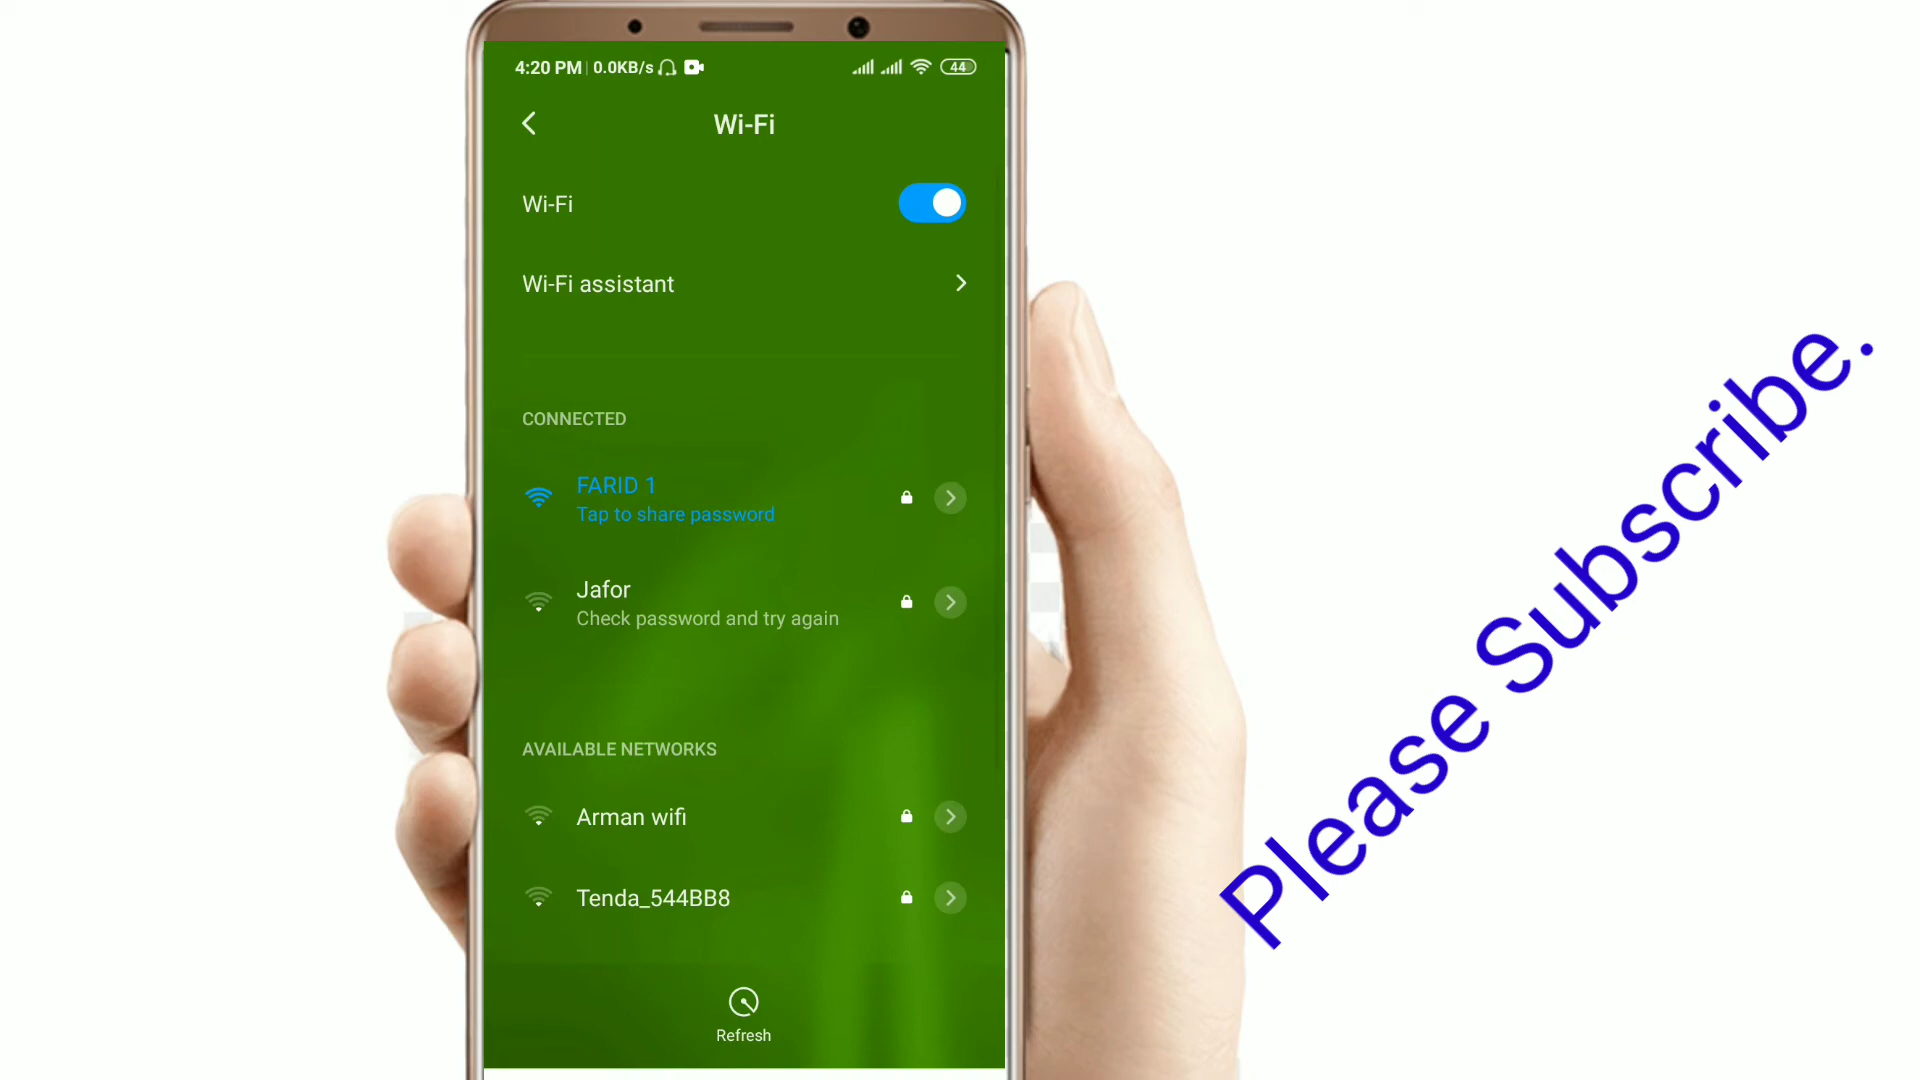 4:20 PM 0.0KB/s 44
Wi-Fi
Wi-Fi
Wi-Fi assistant
CONNECTED
FARID 1
Tap to share password
Jafor
Check password and try again
AVAILABLE NETWORKS
Arman wifi
Tenda_544BB8
Refresh
Please Subscribe.